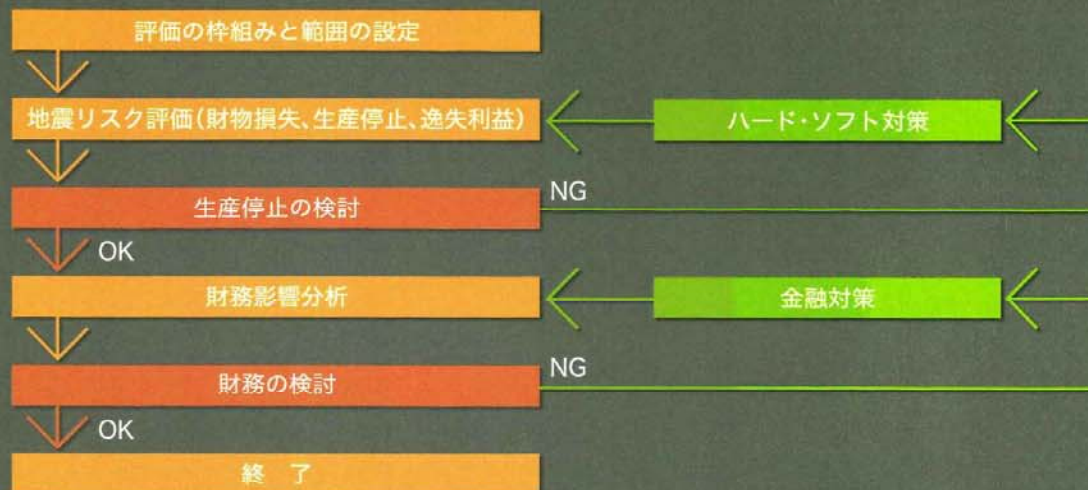 評価の枠組みと範囲の設定
地震リスク評価(財物損失、生産停止、逸失利益)
ハード・ソフト対策
生産停止の検討
NG
OK
財務影響分析
金融対策
財務の検討
NG
OK
終 了